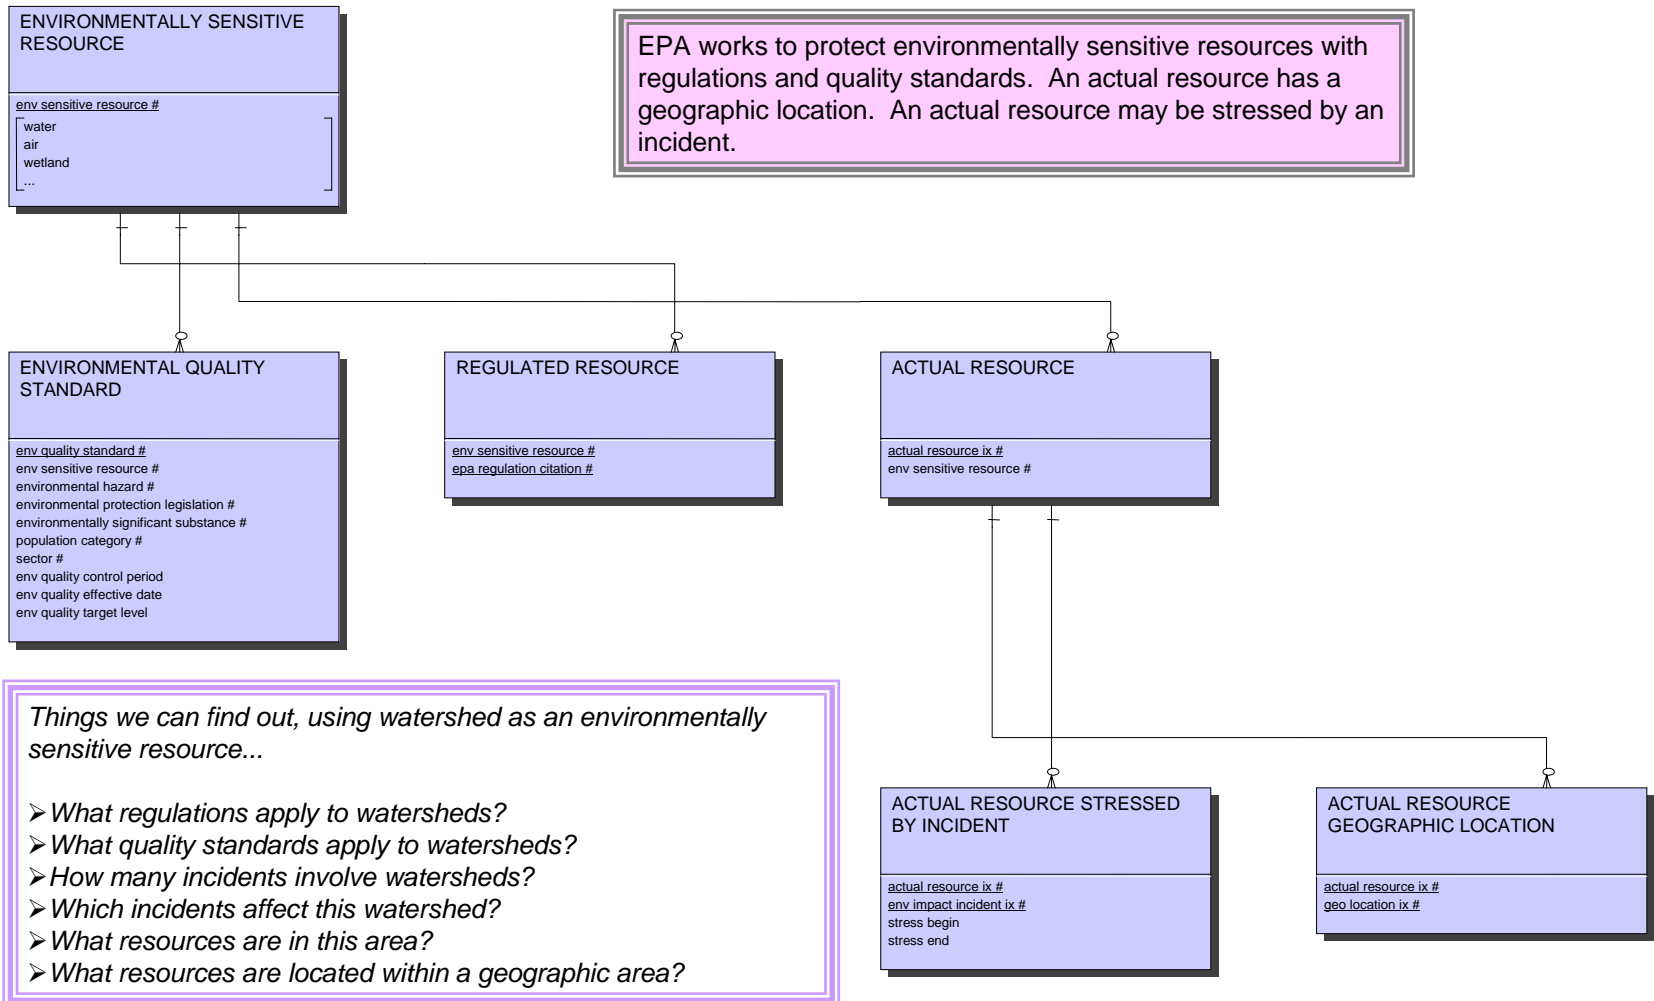 ENVIRONMENTALLY SENSITIVE
RESOURCE
env sensitive resource #
water
air
wetland
...
EPA works to protect environmentally sensitive resources with
regulations and quality standards.  An actual resource has a
geographic location.  An actual resource may be stressed by an
incident.
ENVIRONMENTAL QUALITY
STANDARD
env quality standard #
env sensitive resource #
environmental hazard #
environmental protection legislation #
environmentally significant substance #
population category #
sector #
env quality control period
env quality effective date
env quality target level
REGULATED RESOURCE
env sensitive resource #
epa regulation citation #
ACTUAL RESOURCE
actual resource ix #
env sensitive resource #
Things we can find out, using watershed as an environmentally
sensitive resource...
➢What regulations apply to watersheds?
➢What quality standards apply to watersheds?
➢How many incidents involve watersheds?
➢Which incidents affect this watershed?
➢What resources are in this area?
➢What resources are located within a geographic area?
ACTUAL RESOURCE STRESSED
BY INCIDENT
actual resource ix #
env impact incident ix #
stress begin
stress end
ACTUAL RESOURCE
GEOGRAPHIC LOCATION
actual resource ix #
geo location ix #